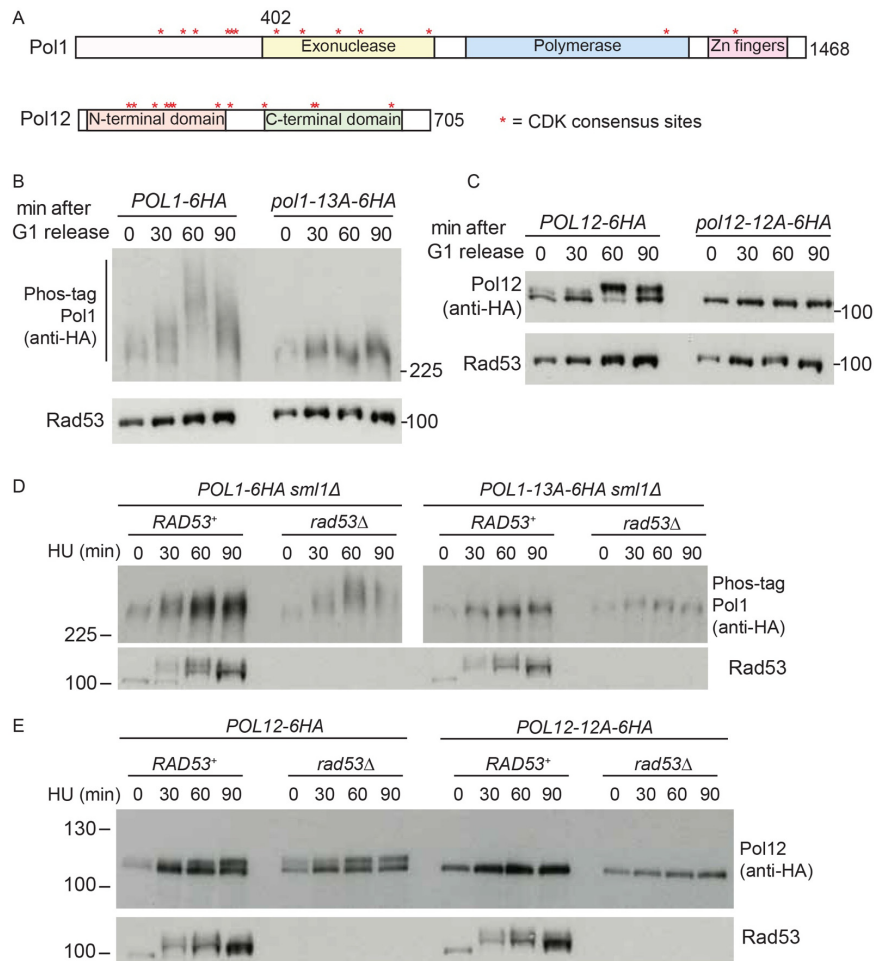 A
402
Pol1
* * * *** * * * * * * *
Exonuclease
Polymerase
Zn fingers
1468
Pol12
** * *** * * * ** *
N-terminal domain
C-terminal domain
705
* = CDK consensus sites
B
min after
G1 release
POL1-6HA
pol1-13A-6HA
0 30 60 90
0 30 60 90
Phos-tag
Pol1
(anti-HA)
-225
Rad53
-100
C
min after
G1 release
POL12-6HA
pol12-12A-6HA
0 30 60 90
0 30 60 90
Pol12
(anti-HA)
-100
Rad53
-100
D
POL1-6HA sml1Δ
POL1-13A-6HA sml1Δ
RAD53+
rad53Δ
RAD53+
rad53Δ
HU (min)
0 30 60 90
0 30 60 90
0 30 60 90
0 30 60 90
Phos-tag
Pol1
(anti-HA)
225–
100–
Rad53
E
POL12-6HA
POL12-12A-6HA
RAD53+
rad53Δ
RAD53+
rad53Δ
HU (min)
0 30 60 90
0 30 60 90
0 30 60 90
0 30 60 90
130–
100–
Pol12
(anti-HA)
100–
Rad53